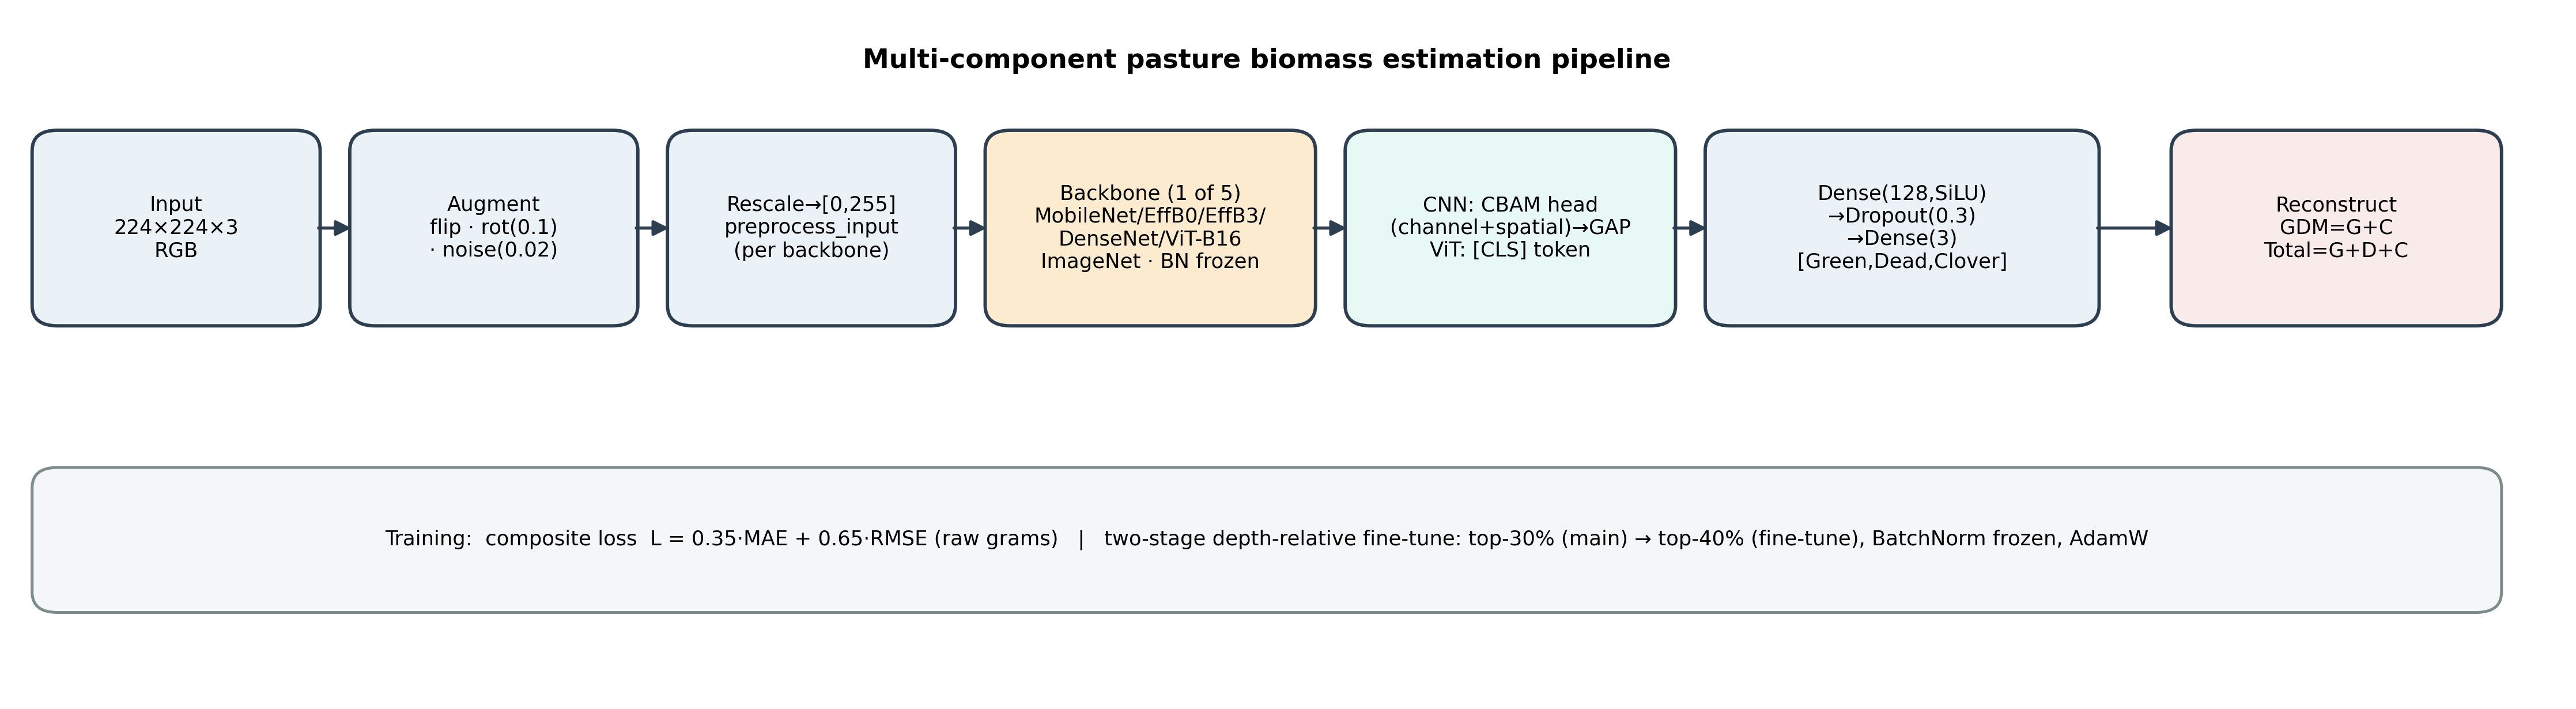 Multi-component pasture biomass estimation pipeline
Input
224×224×3
RGB
Augment
flip · rot(0.1)
· noise(0.02)
Rescale→[0,255]
preprocess_input
(per backbone)
Backbone (1 of 5)
MobileNet/EffB0/EffB3/
DenseNet/ViT-B16
ImageNet · BN frozen
CNN: CBAM head
(channel+spatial)→GAP
ViT: [CLS] token
Dense(128,SiLU)
→Dropout(0.3)
→Dense(3)
[Green,Dead,Clover]
Reconstruct
GDM=G+C
Total=G+D+C
Training:  composite loss  L = 0.35·MAE + 0.65·RMSE (raw grams)   |   two-stage depth-relative fine-tune: top-30% (main) → top-40% (fine-tune), BatchNorm frozen, AdamW